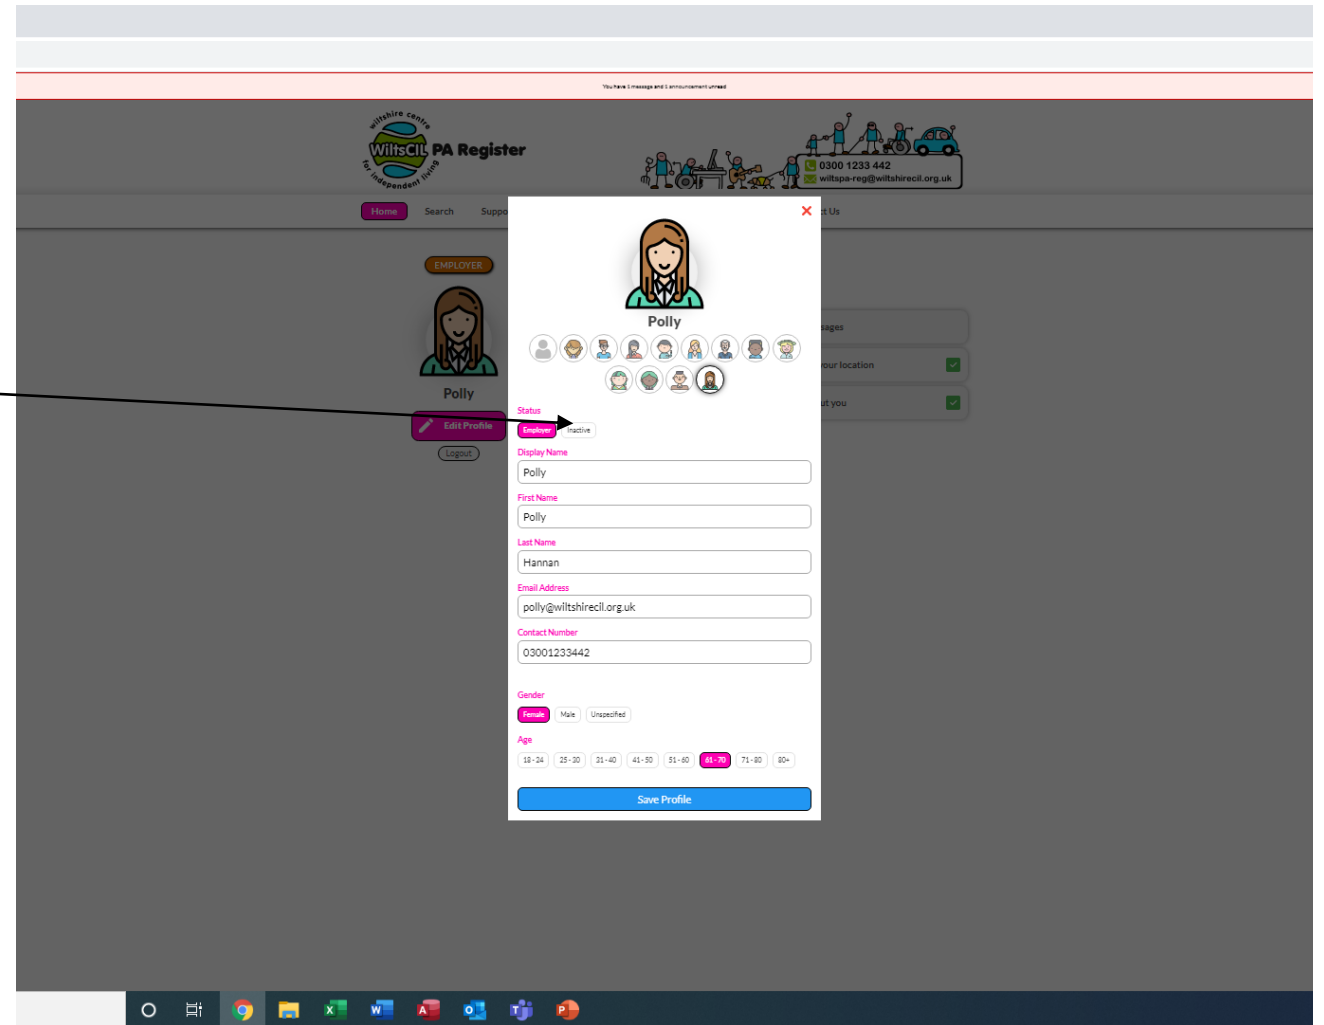 You have 1 message and 1 announcement unread
wiltshire centre
WiltsCIL
for independent living
PA Register
0300 1233 442
wiltspa-reg@wiltshirecil.org.uk
Home Search Suppo ct Us
EMPLOYER
Polly
Edit Profile
Logout
sages
your location
ut you
Polly
Status
Employer Inactive
Display Name
Polly
First Name
Polly
Last Name
Hannan
Email Address
polly@wiltshirecil.org.uk
Contact Number
03001233442
Gender
Female Male Unspecified
Age
18 - 24 25 - 30 31 - 40 41 - 50 51 - 60 61 - 70 71 - 80 80+
Save Profile